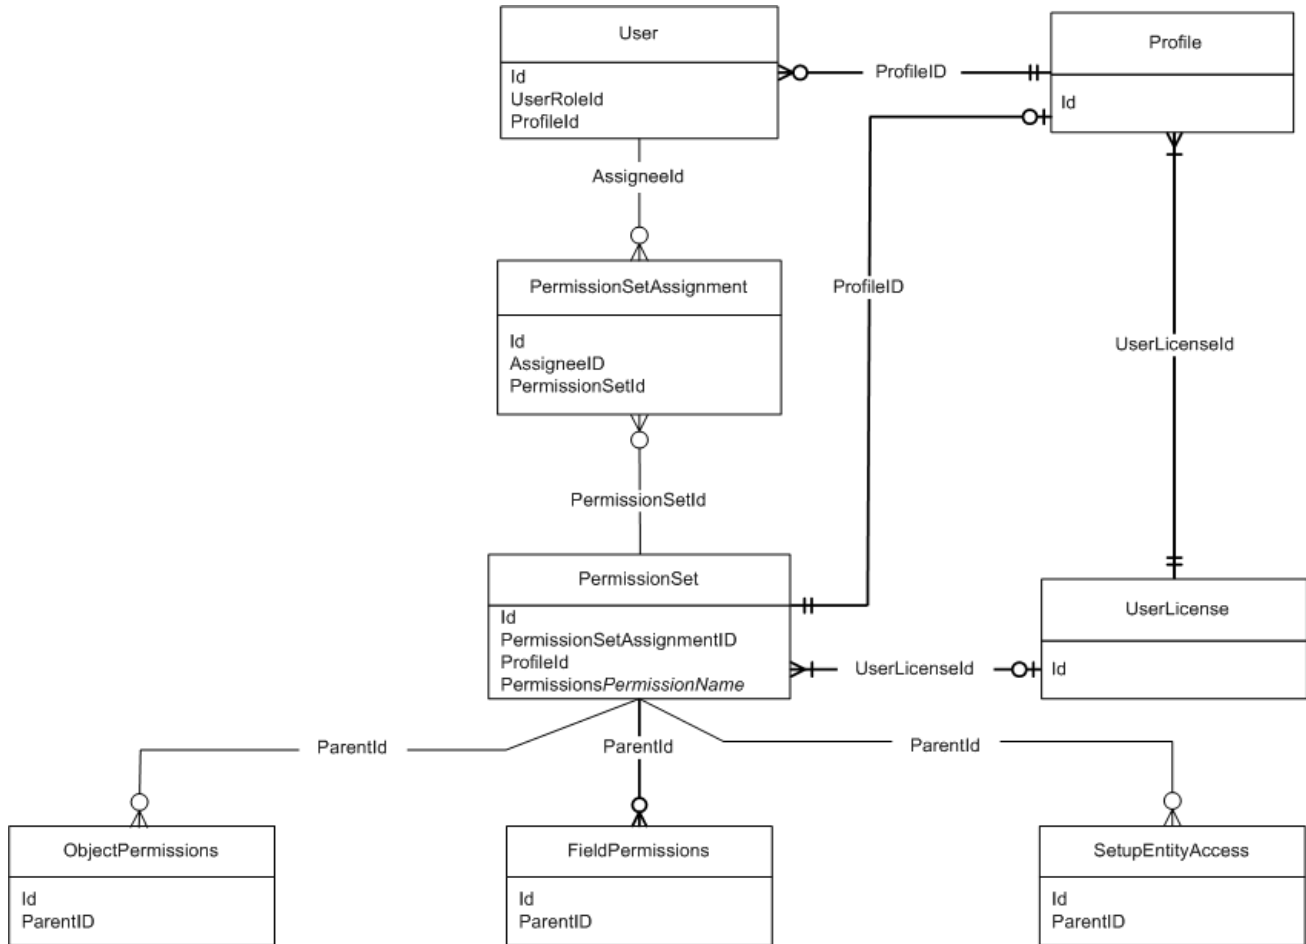 User
Id
UserRoleId
ProfileId
ProfileID
Profile
Id
AssigneeId
PermissionSetAssignment
Id
AssigneeID
PermissionSetId
ProfileID
UserLicenseId
PermissionSetId
PermissionSet
Id
PermissionSetAssignmentID
ProfileId
PermissionsPermissionName
UserLicenseId
UserLicense
Id
ParentId
ParentId
ParentId
ObjectPermissions
Id
ParentID
FieldPermissions
Id
ParentID
SetupEntityAccess
Id
ParentID